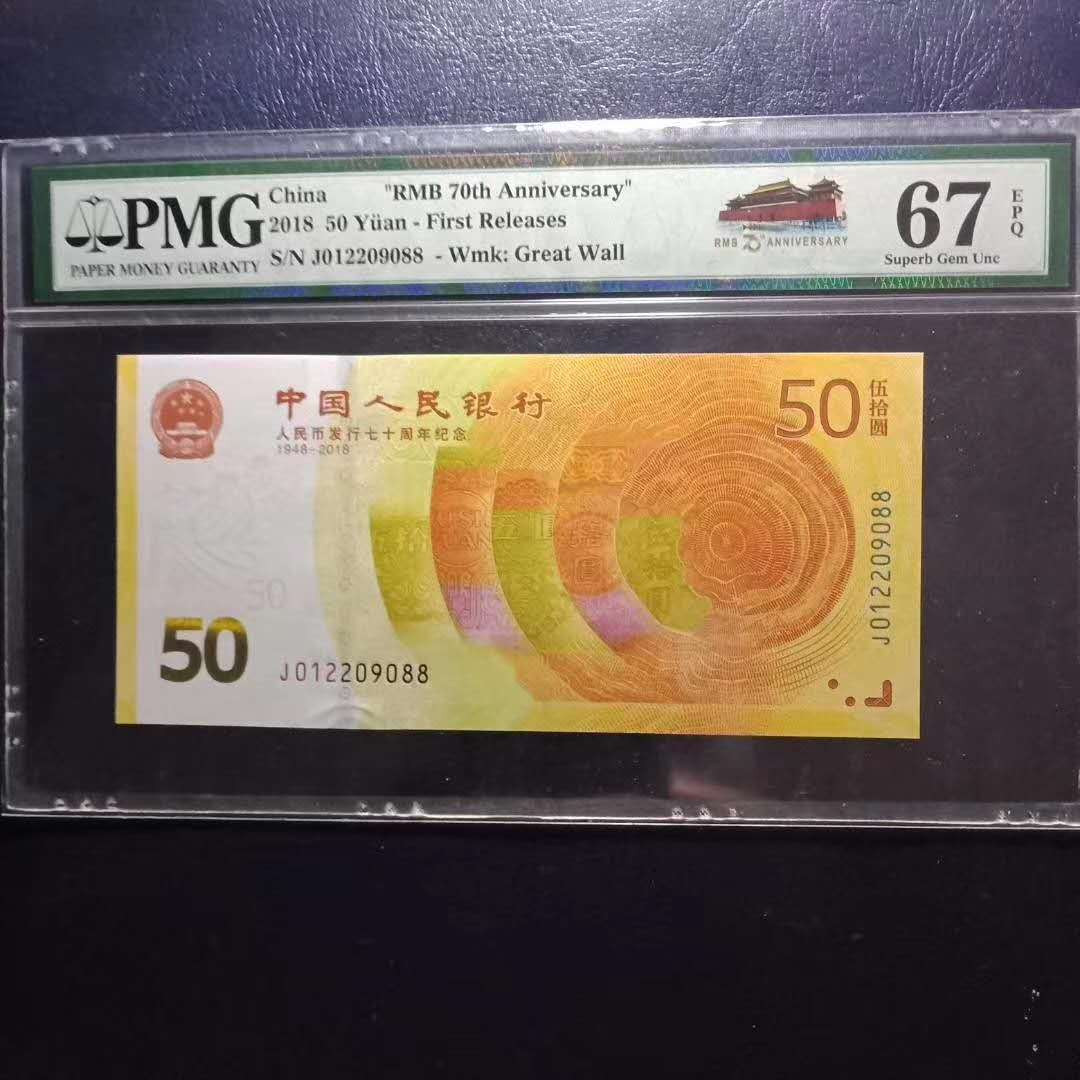 PMG
PAPER MONEY GUARANTY
China "RMB 70th Anniversary"
2018 50 Yüan - First Releases
S/N J012209088 - Wmk: Great Wall
RMB 70th ANNIVERSARY
67
EPQ
Superb Gem Unc
中国人民银行
人民币发行七十周年纪念
1948-2018
50
伍拾圆
J012209088
50
50
J012209088